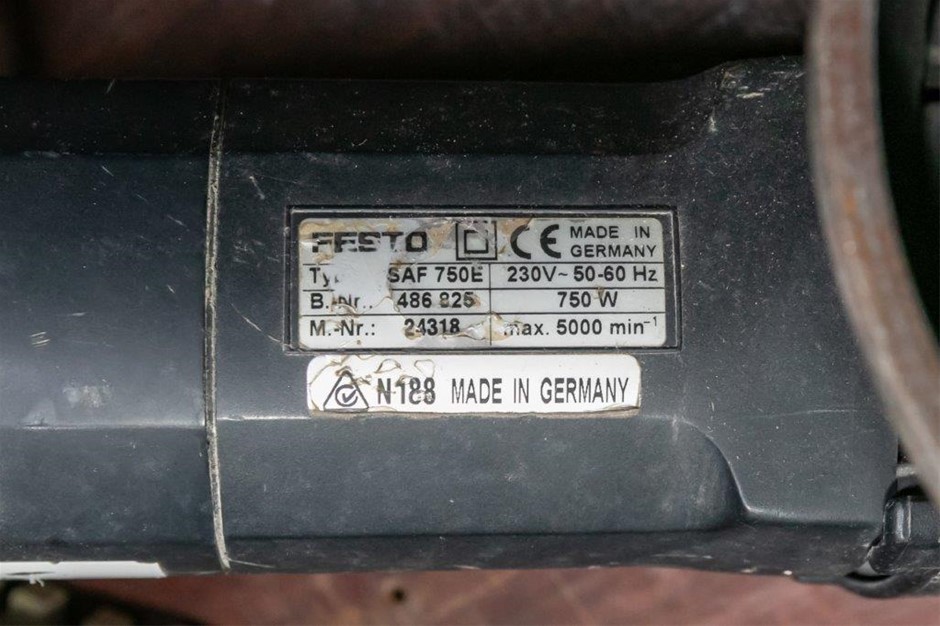 FESTO CE MADE IN GERMANY
SAF 750E 230V~ 50-60 Hz
B.-Nr.: 486 825 750 W
M.-Nr.: 24318 max. 5000 min⁻¹
N188 MADE IN GERMANY